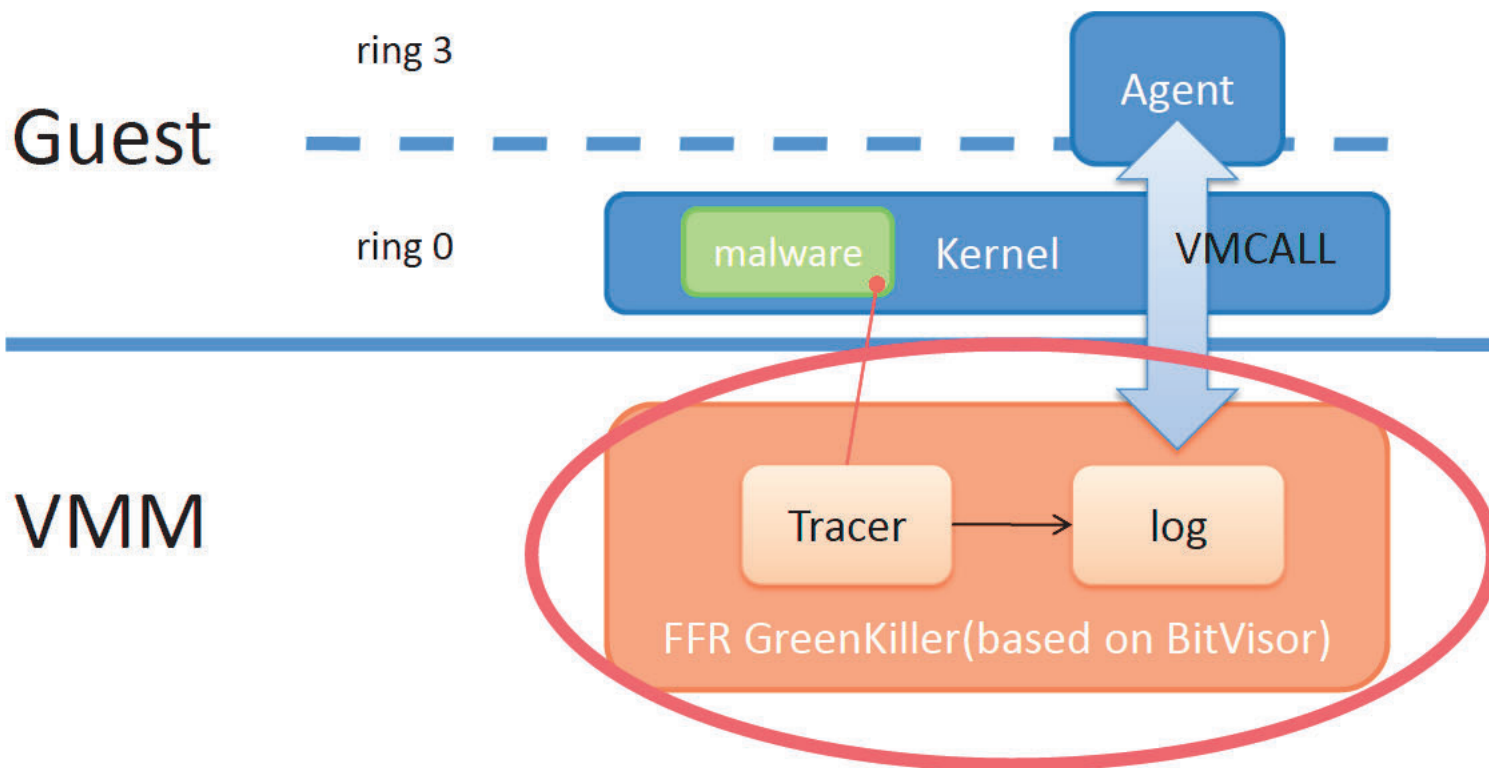 ring 3
Agent
Guest
ring 0
malware
Kernel
VMCALL
VMM
Tracer
log
FFR GreenKiller(based on BitVisor)